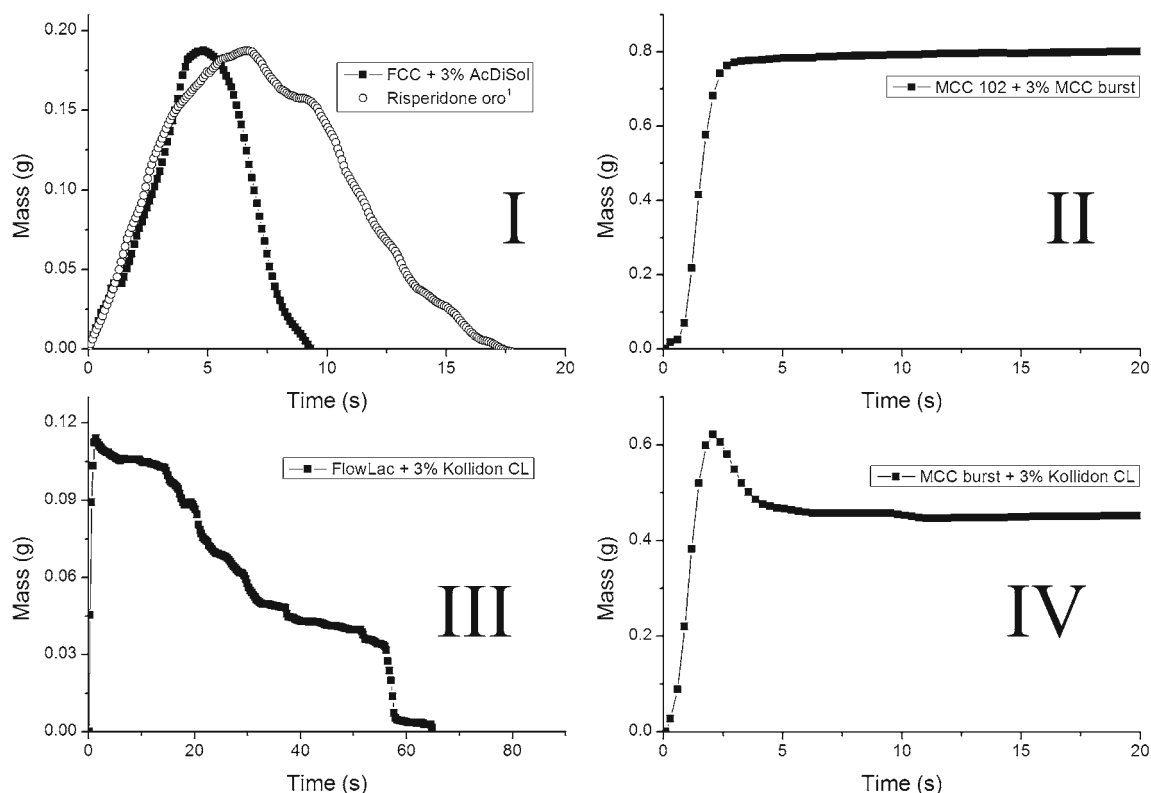 0.20
0.15
0.10
0.05
0.00
Mass (g)
FCC + 3% AcDiSol
Risperidone oro¹
I
0 5 10 15 20
Time (s)
0.8
0.6
0.4
0.2
0.0
Mass (g)
MCC 102 + 3% MCC burst
II
0 5 10 15 20
Time (s)
0.12
0.09
0.06
0.03
0.00
Mass (g)
FlowLac + 3% Kollidon CL
III
0 20 40 60 80
Time (s)
0.6
0.4
0.2
0.0
Mass (g)
MCC burst + 3% Kollidon CL
IV
0 5 10 15 20
Time (s)